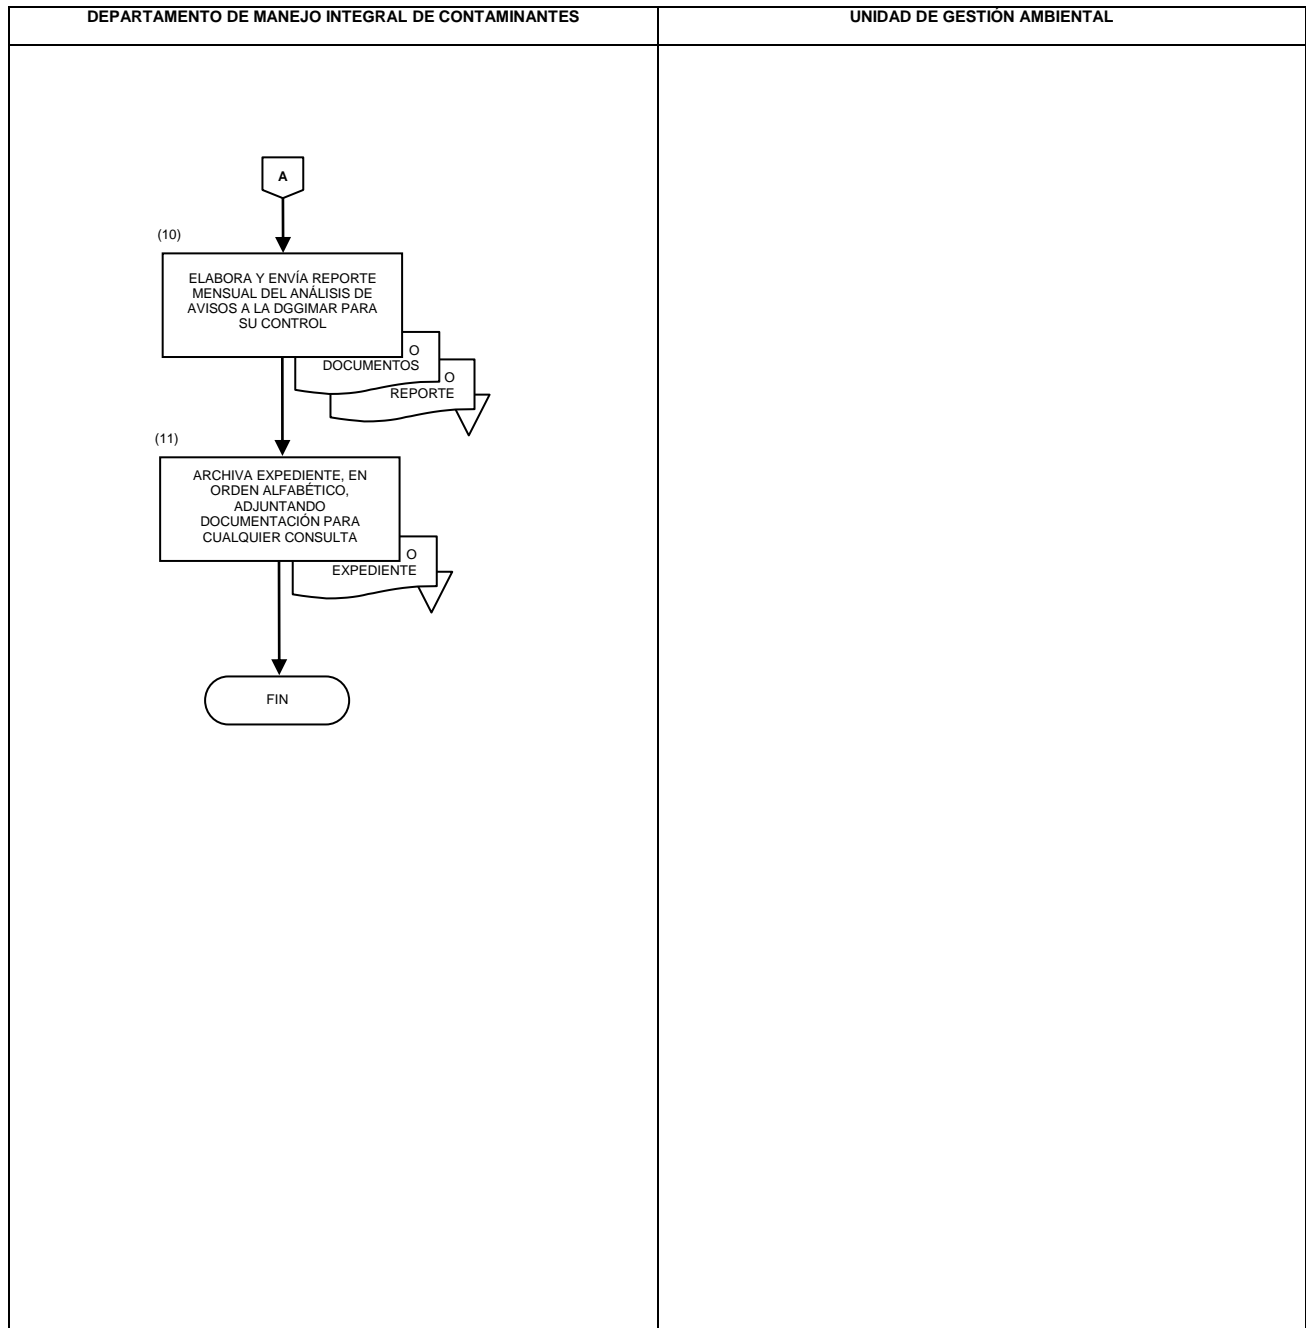 DEPARTAMENTO DE MANEJO INTEGRAL DE CONTAMINANTES
UNIDAD DE GESTIÓN AMBIENTAL
A
(10)
ELABORA Y ENVÍA REPORTE
MENSUAL DEL ANÁLISIS DE
AVISOS A LA DGGIMAR PARA
SU CONTROL
O
DOCUMENTOS
O
REPORTE
(11)
ARCHIVA EXPEDIENTE, EN
ORDEN ALFABÉTICO,
ADJUNTANDO
DOCUMENTACIÓN PARA
CUALQUIER CONSULTA
O
EXPEDIENTE
FIN